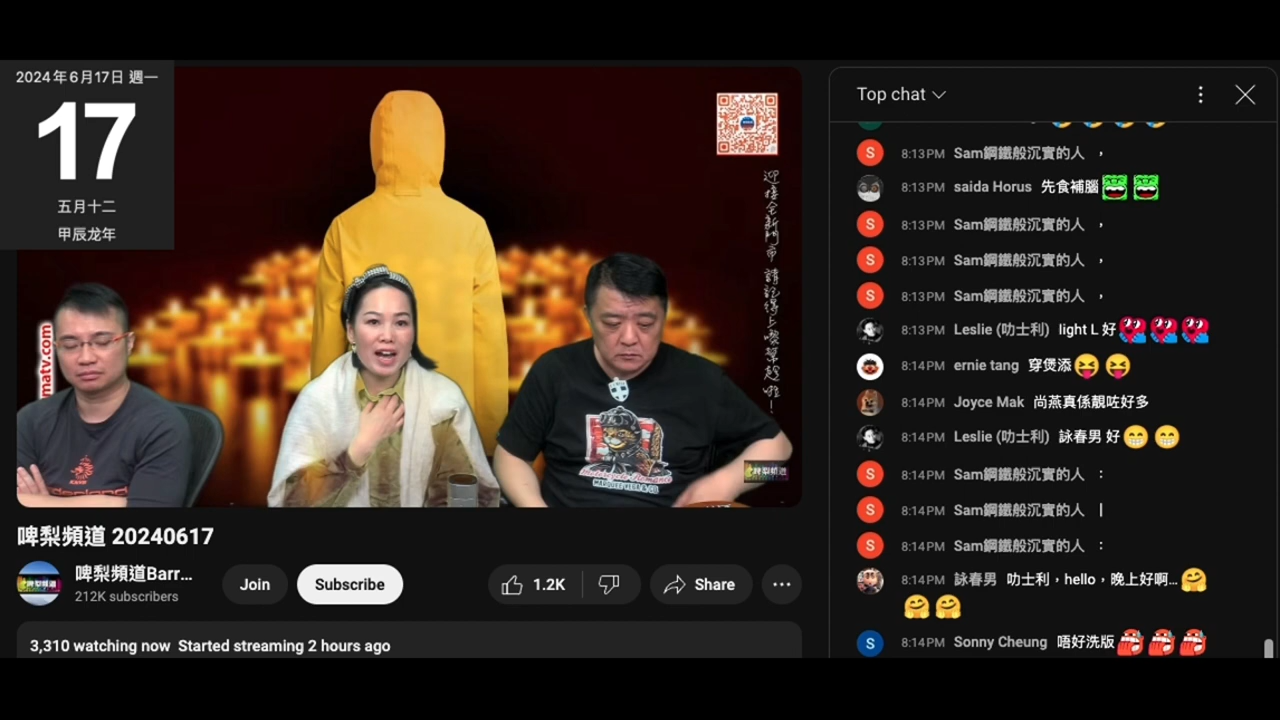 2024年6月17日 週一
17
五月十二
甲辰龙年
matv.com
迎接全新門市 請記得上嚟幫趁啦！
啤梨頻道
MARQUEE VEGA & CO
啤梨頻道 20240617
啤梨頻道Barr...
212K subscribers
Join
Subscribe
1.2K
Share
3,310 watching now Started streaming 2 hours ago
Top chat
S 8:13PM Sam鋼鐵般沉實的人 ，
8:13PM saida Horus 先食補腦
S 8:13PM Sam鋼鐵般沉實的人 ，
S 8:13PM Sam鋼鐵般沉實的人 ，
S 8:13PM Sam鋼鐵般沉實的人 ，
8:13PM Leslie (叻士利) light L 好
8:14PM ernie tang 穿煲添
8:14PM Joyce Mak 尚燕真係靚咗好多
8:14PM Leslie (叻士利) 詠春男 好
S 8:14PM Sam鋼鐵般沉實的人 ：
S 8:14PM Sam鋼鐵般沉實的人 |
S 8:14PM Sam鋼鐵般沉實的人 ：
8:14PM 詠春男 叻士利，hello，晚上好啊...
S 8:14PM Sonny Cheung 唔好洗版